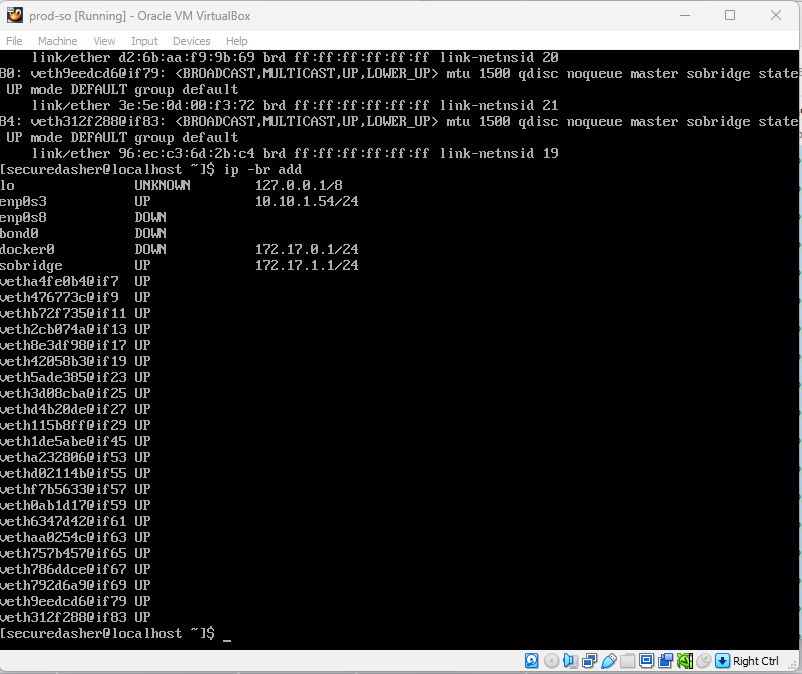 prod-so [Running] - Oracle VM VirtualBox
File Machine View Input Devices Help
link/ether d2:6b:aa:f9:9b:69 brd ff:ff:ff:ff:ff:ff link-netnsid 20
80: veth9eedcd6@if79: <BROADCAST,MULTICAST,UP,LOWER_UP> mtu 1500 qdisc noqueue master sobridge state
UP mode DEFAULT group default
link/ether 3e:5e:0d:00:f3:72 brd ff:ff:ff:ff:ff:ff link-netnsid 21
84: veth312f288@if83: <BROADCAST,MULTICAST,UP,LOWER_UP> mtu 1500 qdisc noqueue master sobridge state
UP mode DEFAULT group default
link/ether 96:ec:c3:6d:2b:c4 brd ff:ff:ff:ff:ff:ff link-netnsid 19
[securedasher@localhost ~]$ ip -br add
lo UNKNOWN 127.0.0.1/8
enp0s3 UP 10.10.1.54/24
enp0s8 DOWN
bond0 DOWN
docker0 DOWN 172.17.0.1/24
sobridge UP 172.17.1.1/24
vetha4fe0b4@if7 UP
veth476773c@if9 UP
vethb72f735@if11 UP
veth2cb074a@if13 UP
veth8e3df98@if17 UP
veth42058b3@if19 UP
veth5ade385@if23 UP
veth3d08cba@if25 UP
vethd4b20de@if27 UP
veth115b8ff@if29 UP
veth1de5abe@if45 UP
vetha232806@if53 UP
vethd02114b@if55 UP
vethf7b5633@if57 UP
veth0ab1d17@if59 UP
veth6347d42@if61 UP
vethaa0254c@if63 UP
veth757b457@if65 UP
veth786ddce@if67 UP
veth792d6a9@if69 UP
veth9eedcd6@if79 UP
veth312f288@if83 UP
[securedasher@localhost ~]$ _
Right Ctrl